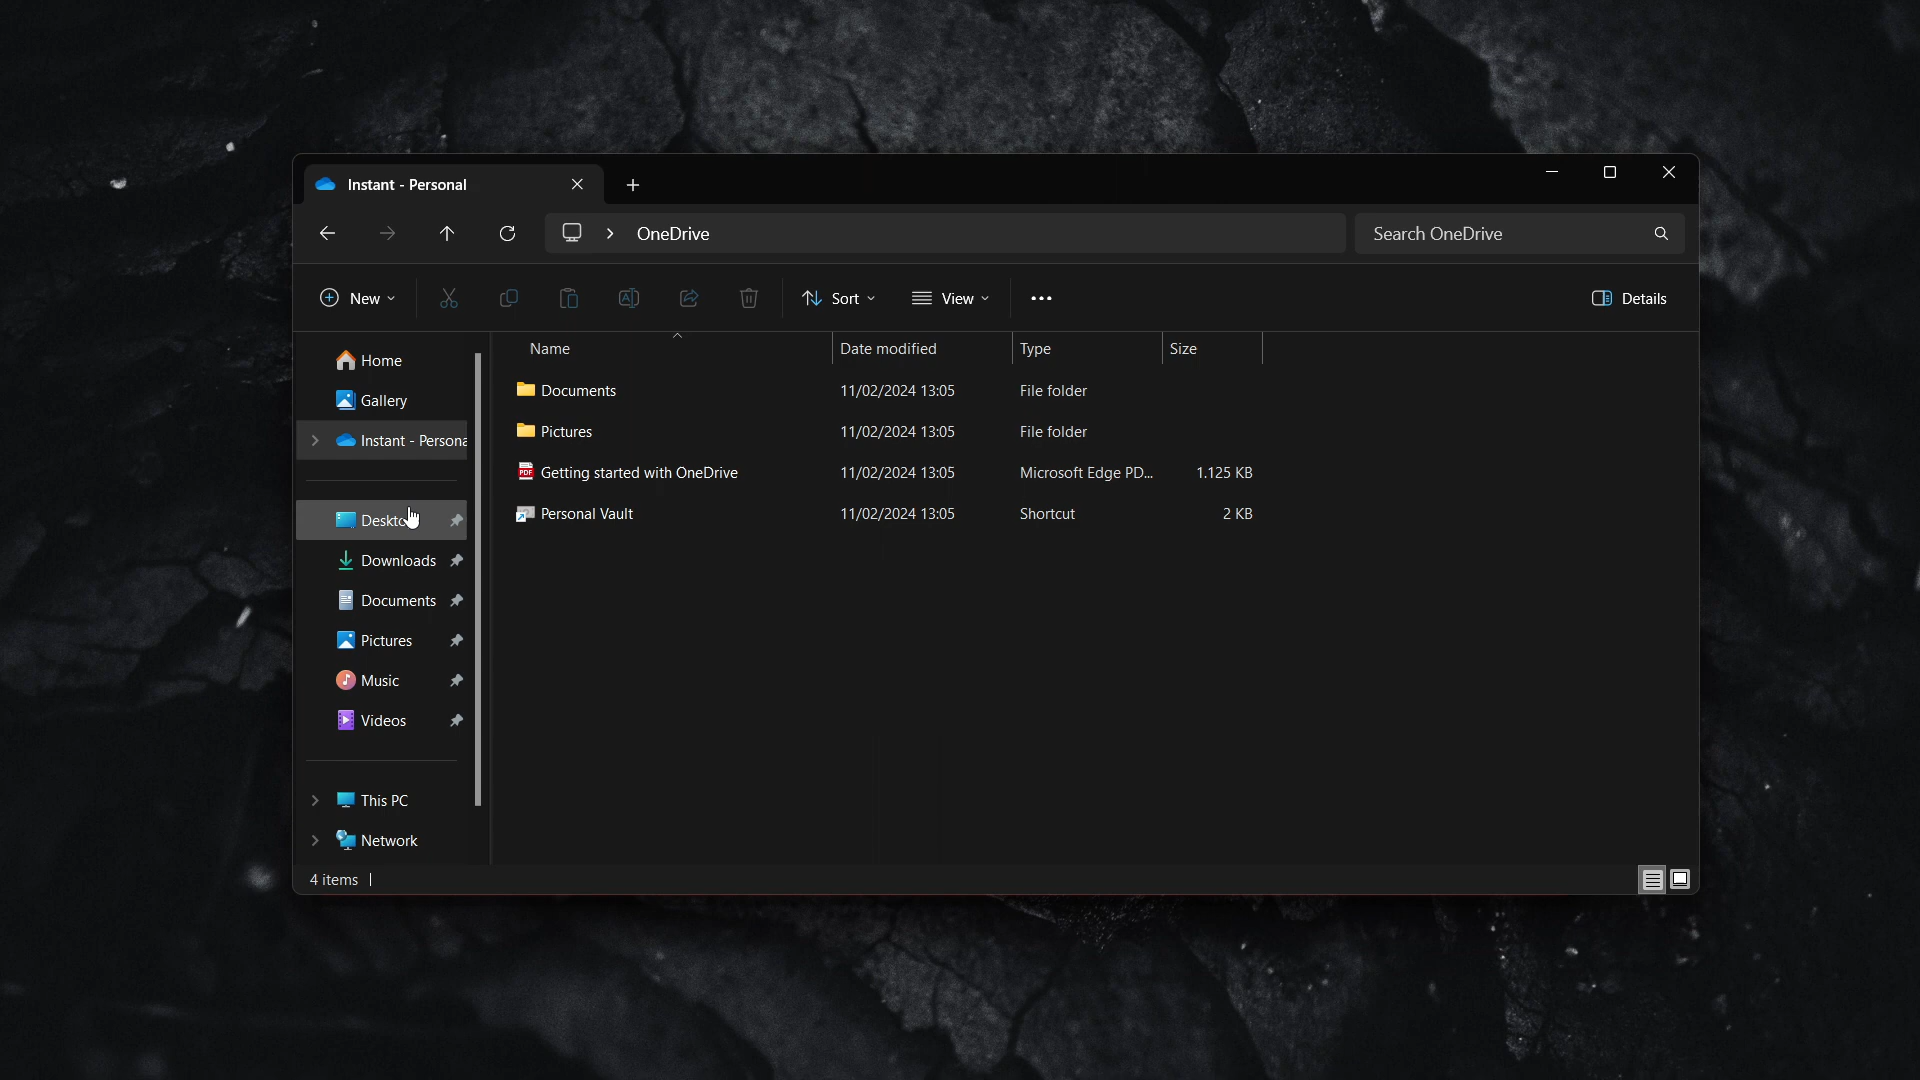 Instant - Personal
OneDrive
Search OneDrive
New
Sort
View
Details
Name Date modified Type Size
Home
Gallery
Instant - Persona
Desktc
Downloads
Documents
Pictures
Music
Videos
This PC
Network
Documents 11/02/2024 13:05 File folder
Pictures 11/02/2024 13:05 File folder
PDF Getting started with OneDrive 11/02/2024 13:05 Microsoft Edge PD... 1.125 KB
Personal Vault 11/02/2024 13:05 Shortcut 2 KB
4 items